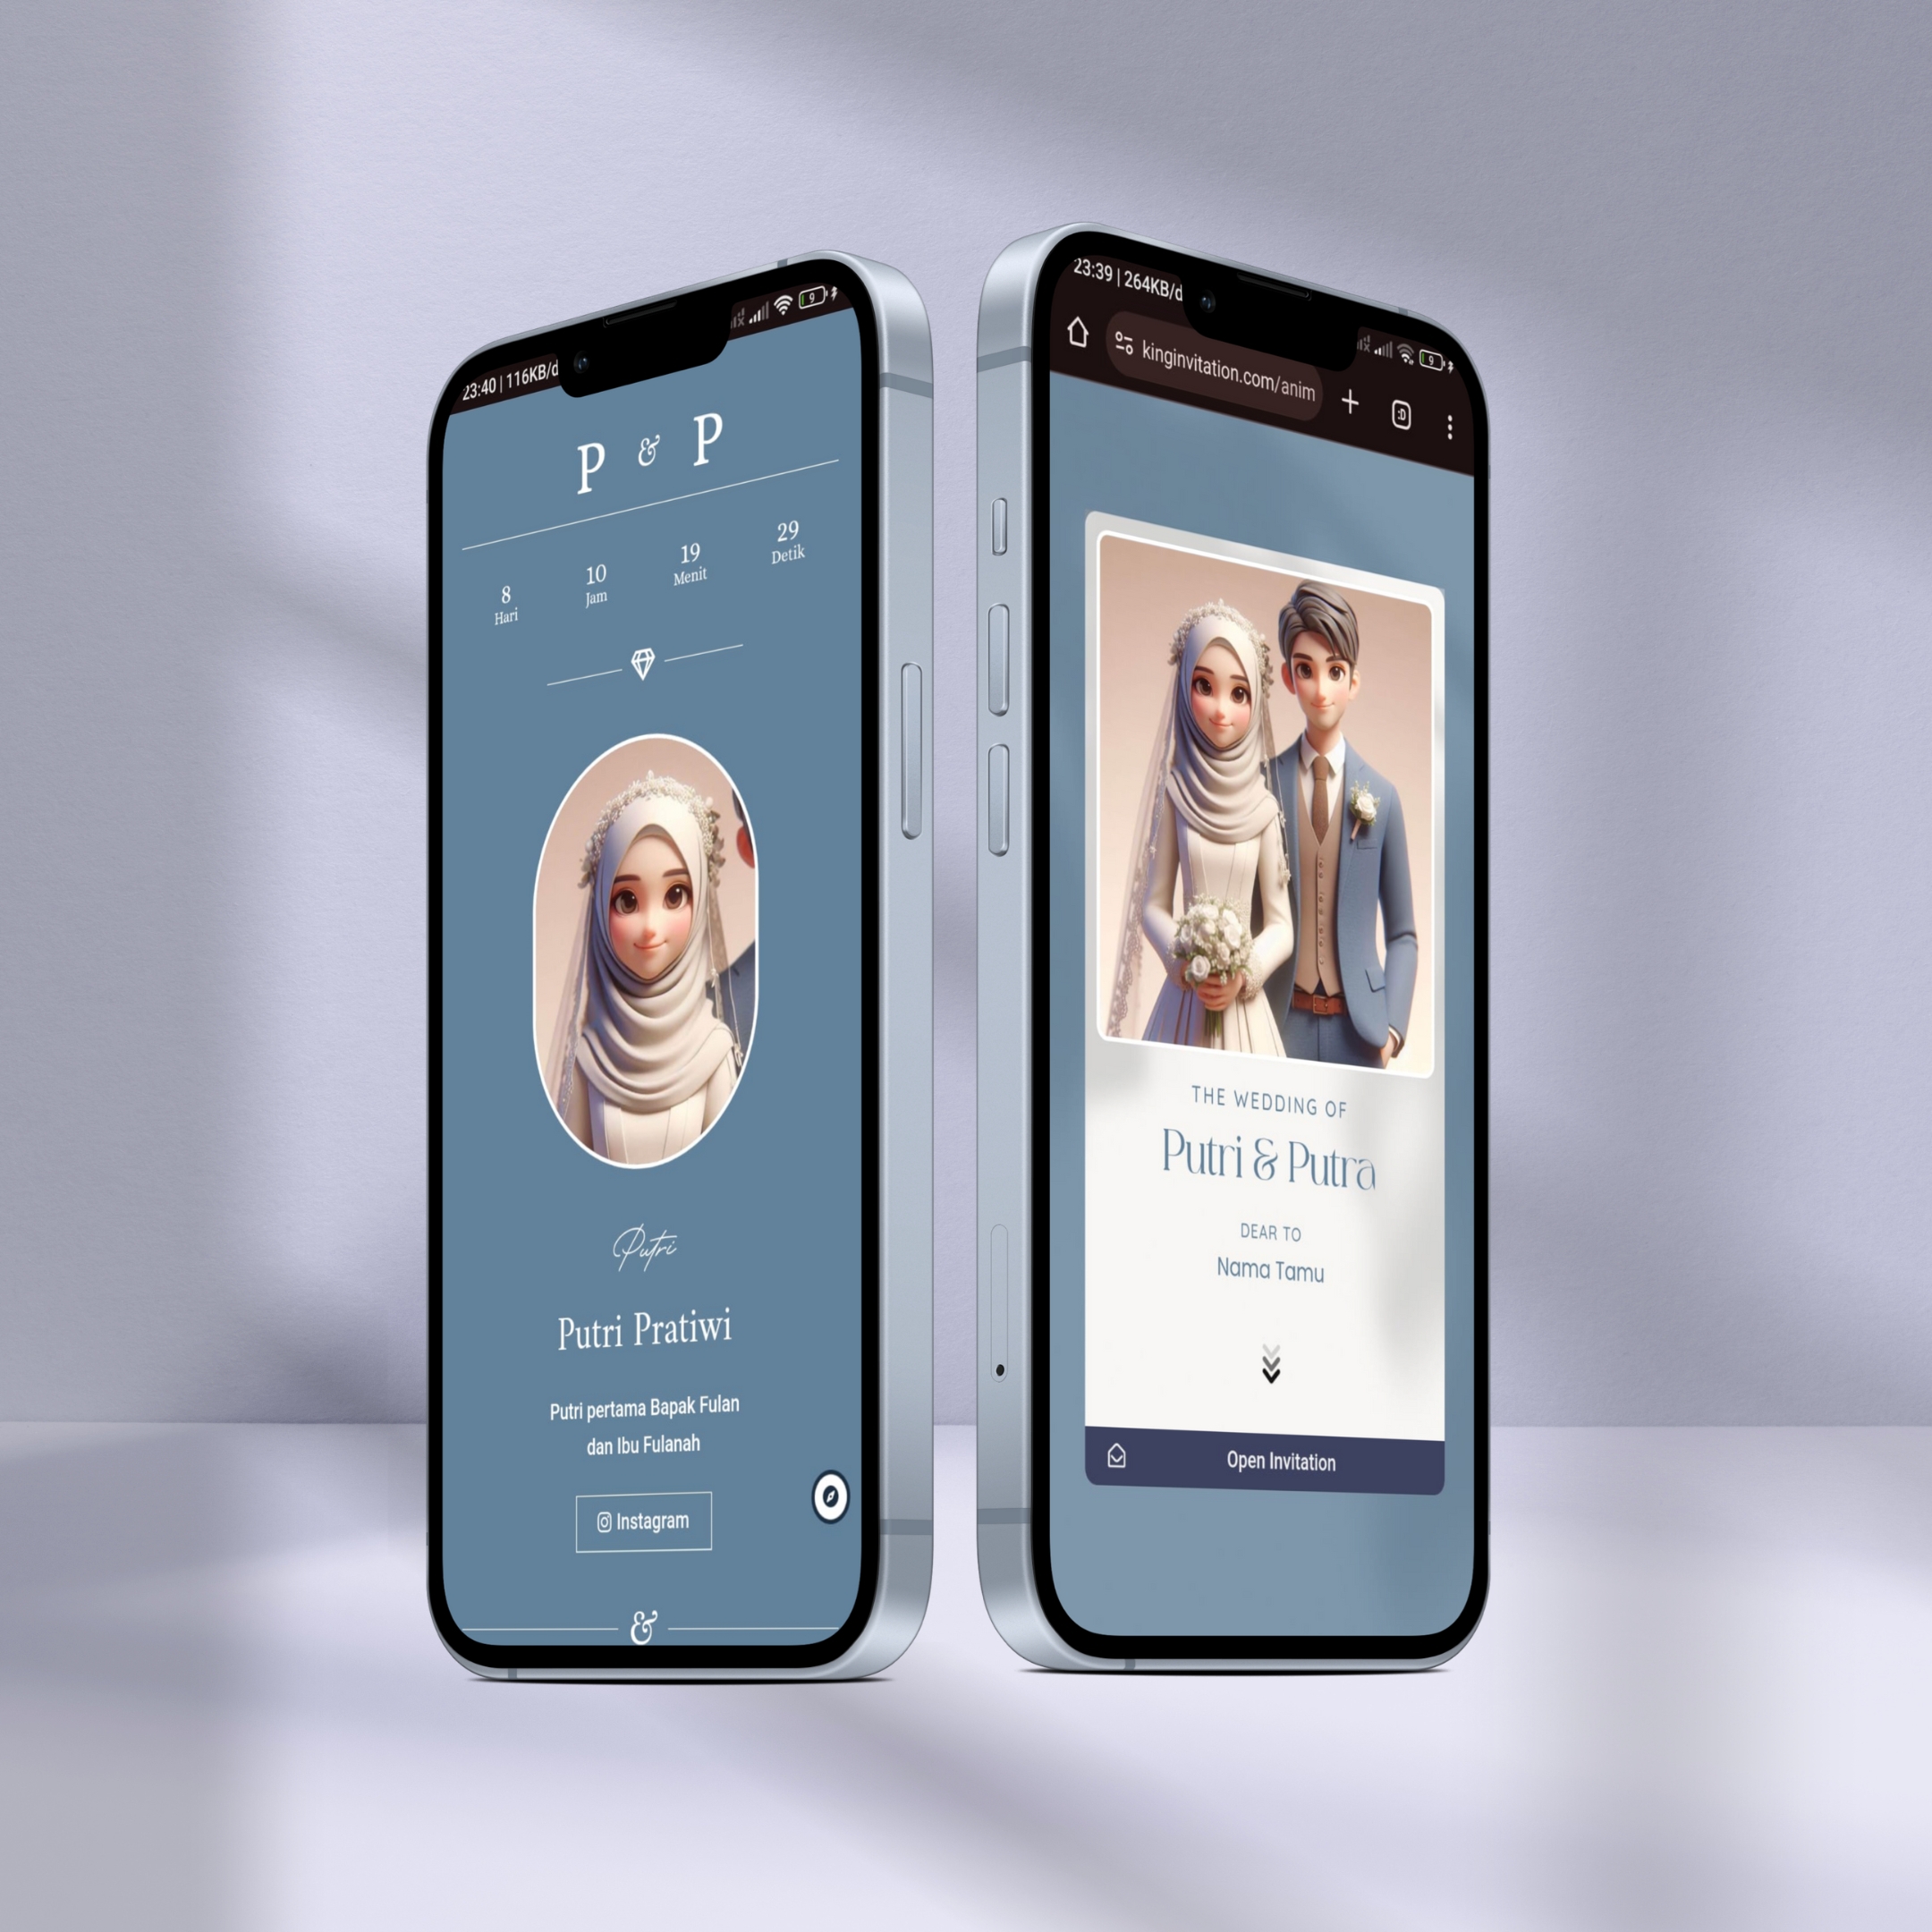 23:40 | 116KB/d
9
P & P
8 10 19 29
Hari Jam Menit Detik
Putri
Putri Pratiwi
Putri pertama Bapak Fulan
dan Ibu Fulanah
Instagram
&
23:39 | 264KB/d
9
kinginvitation.com/anim
:D
THE WEDDING OF
Putri & Putra
DEAR TO
Nama Tamu
Open Invitation